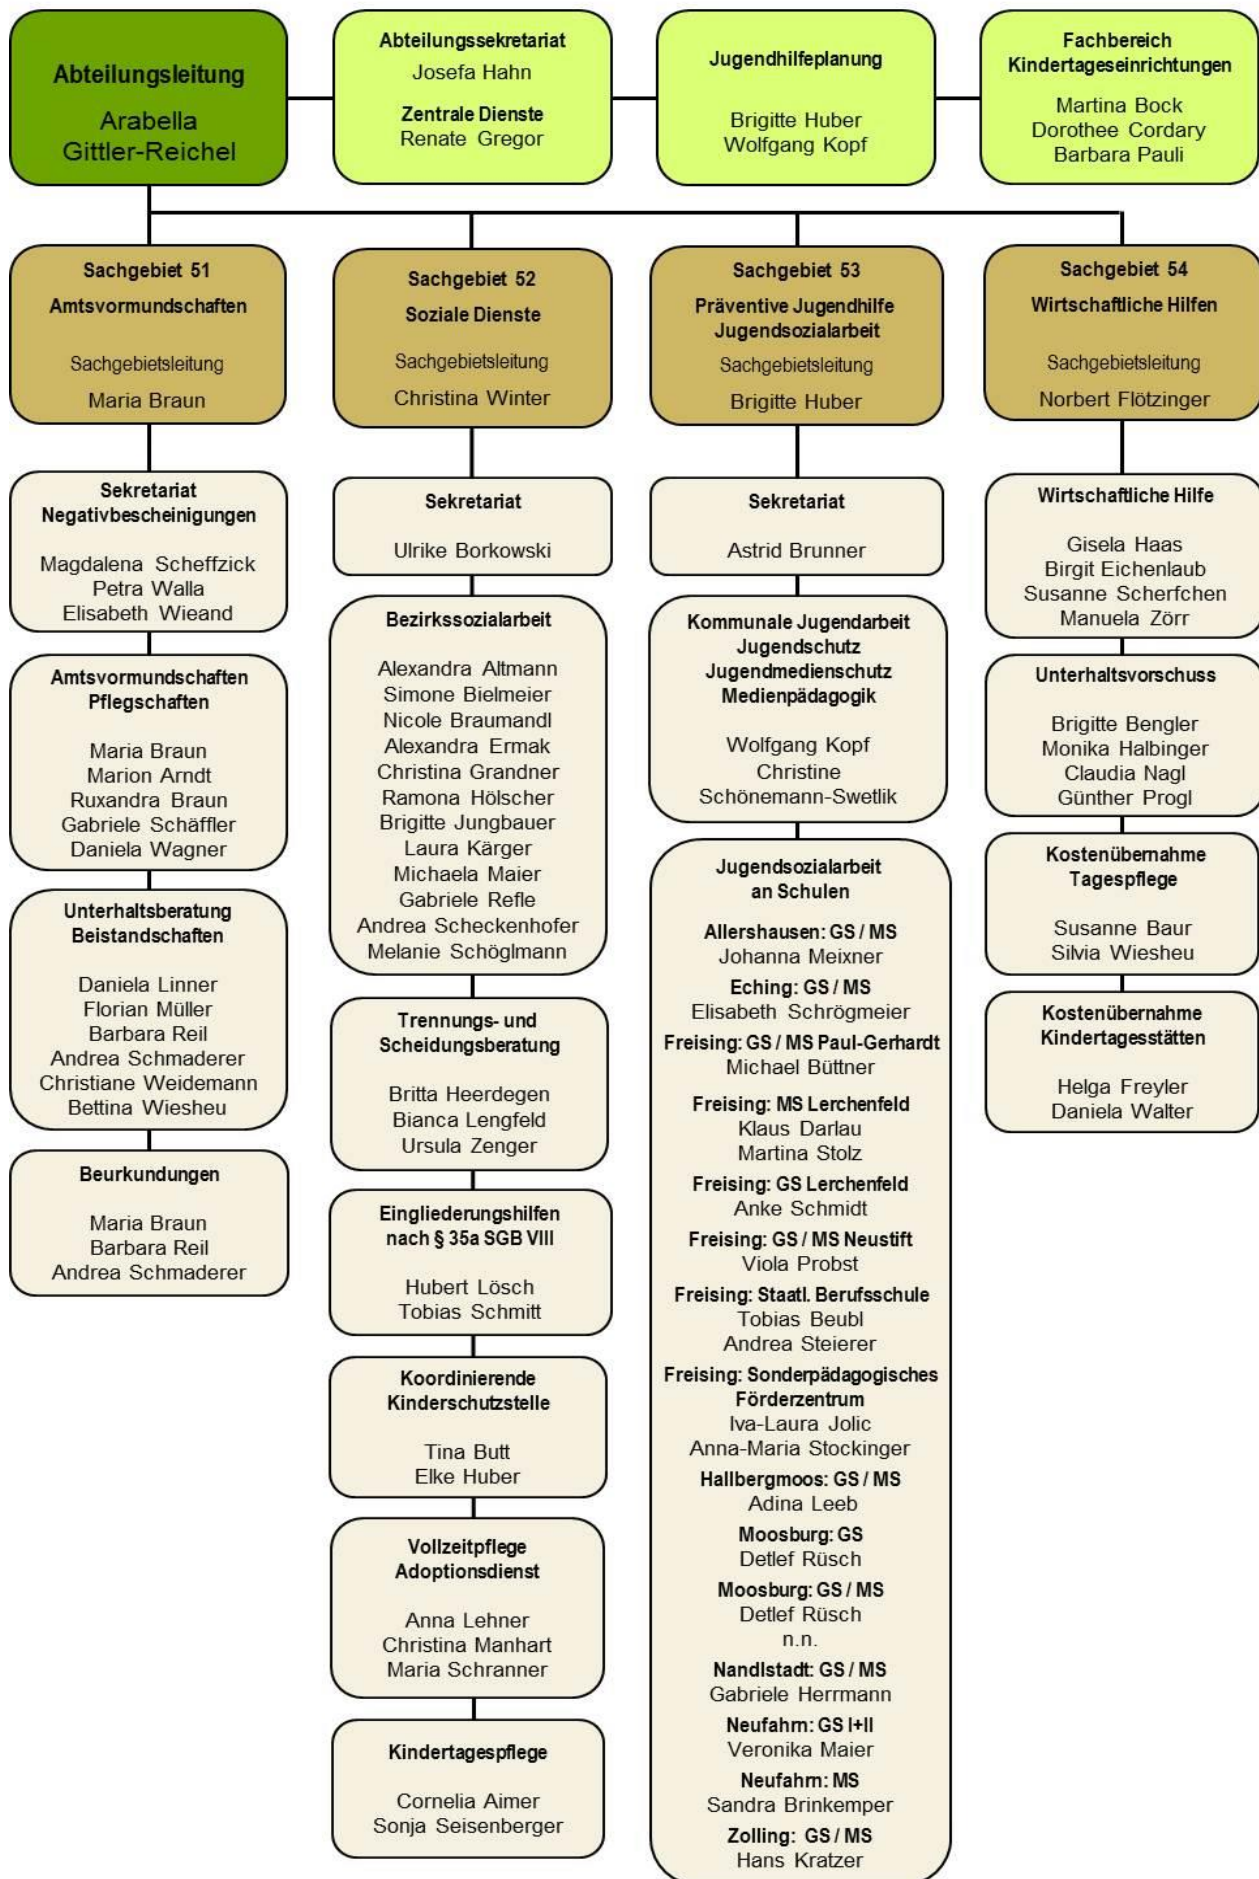 Abteilungsleitung
Arabella
Gittler-Reichel
Abteilungssekretariat
Josefa Hahn
Zentrale Dienste
Renate Gregor
Jugendhilfeplanung
Brigitte Huber
Wolfgang Kopf
Fachbereich
Kindertageseinrichtungen
Martina Bock
Dorothee Cordary
Barbara Pauli
Sachgebiet 51
Amtsvormundschaften
Sachgebietsleitung
Maria Braun
Sekretariat
Negativbescheinigungen
Magdalena Scheffzick
Petra Walla
Elisabeth Wieand
Amtsvormundschaften
Pflegschaften
Maria Braun
Marion Arndt
Ruxandra Braun
Gabriele Schäffler
Daniela Wagner
Unterhaltsberatung
Beistandschaften
Daniela Linner
Florian Müller
Barbara Reil
Andrea Schmaderer
Christiane Weidemann
Bettina Wiesheu
Beurkundungen
Maria Braun
Barbara Reil
Andrea Schmaderer
Sachgebiet 52
Soziale Dienste
Sachgebietsleitung
Christina Winter
Sekretariat
Ulrike Borkowski
Bezirkssozialarbeit
Alexandra Altmann
Simone Bielmeier
Nicole Braumandl
Alexandra Ermak
Christina Grandner
Ramona Hölscher
Brigitte Jungbauer
Laura Kärger
Michaela Maier
Gabriele Refle
Andrea Scheckenhofer
Melanie Schöglmann
Trennungs- und
Scheidungsberatung
Britta Heerdegen
Bianca Lengfeld
Ursula Zenger
Eingliederungshilfen
nach § 35a SGB VIII
Hubert Lösch
Tobias Schmitt
Koordinierende
Kinderschutzstelle
Tina Butt
Elke Huber
Vollzeitpflege
Adoptionsdienst
Anna Lehner
Christina Manhart
Maria Schranner
Kindertagespflege
Cornelia Aimer
Sonja Seisenberger
Sachgebiet 53
Präventive Jugendhilfe
Jugendsozialarbeit
Sachgebietsleitung
Brigitte Huber
Sekretariat
Astrid Brunner
Kommunale Jugendarbeit
Jugendschutz
Jugendmedienschutz
Medienpädagogik
Wolfgang Kopf
Christine
Schönemann-Swetlik
Jugendsozialarbeit
an Schulen
Allershausen: GS / MS
Johanna Meixner
Eching: GS / MS
Elisabeth Schrögmeier
Freising: GS / MS Paul-Gerhardt
Michael Büttner
Freising: MS Lerchenfeld
Klaus Darlau
Martina Stolz
Freising: GS Lerchenfeld
Anke Schmidt
Freising: GS / MS Neustift
Viola Probst
Freising: Staatl. Berufsschule
Tobias Beubl
Andrea Steierer
Freising: Sonderpädagogisches
Förderzentrum
Iva-Laura Jolic
Anna-Maria Stockinger
Hallbergmoos: GS / MS
Adina Leeb
Moosburg: GS
Detlef Rüsch
Moosburg: GS / MS
Detlef Rüsch
n.n.
Nandlstadt: GS / MS
Gabriele Herrmann
Neufahrn: GS I+II
Veronika Maier
Neufahrn: MS
Sandra Brinkemper
Zolling: GS / MS
Hans Kratzer
Sachgebiet 54
Wirtschaftliche Hilfen
Sachgebietsleitung
Norbert Flötzinger
Wirtschaftliche Hilfe
Gisela Haas
Birgit Eichenlaub
Susanne Scherfchen
Manuela Zörr
Unterhaltsvorschuss
Brigitte Bengler
Monika Halbinger
Claudia Nagl
Günther Progl
Kostenübernahme
Tagespflege
Susanne Baur
Silvia Wiesheu
Kostenübernahme
Kindertagesstätten
Helga Freyler
Daniela Walter